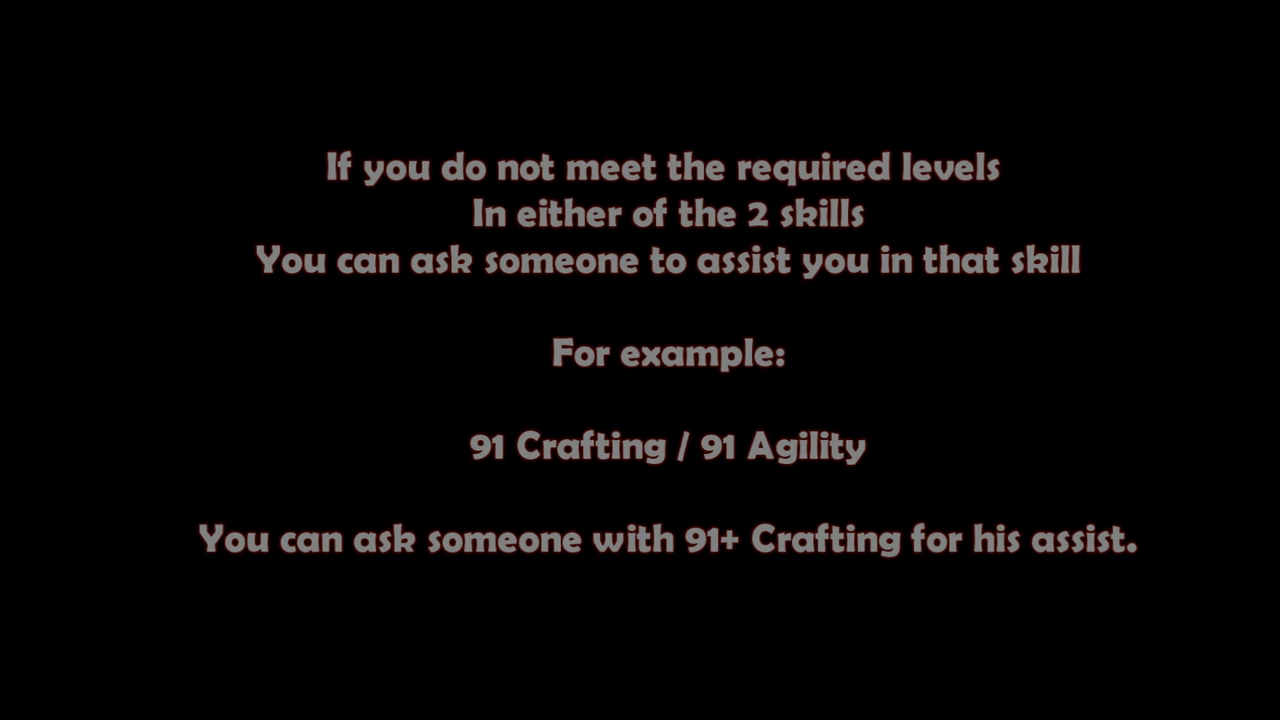 If you do not meet the required levels
In either of the 2 skills
You can ask someone to assist you in that skill
For example:
91 Crafting / 91 Agility
You can ask someone with 91+ Crafting for his assist.